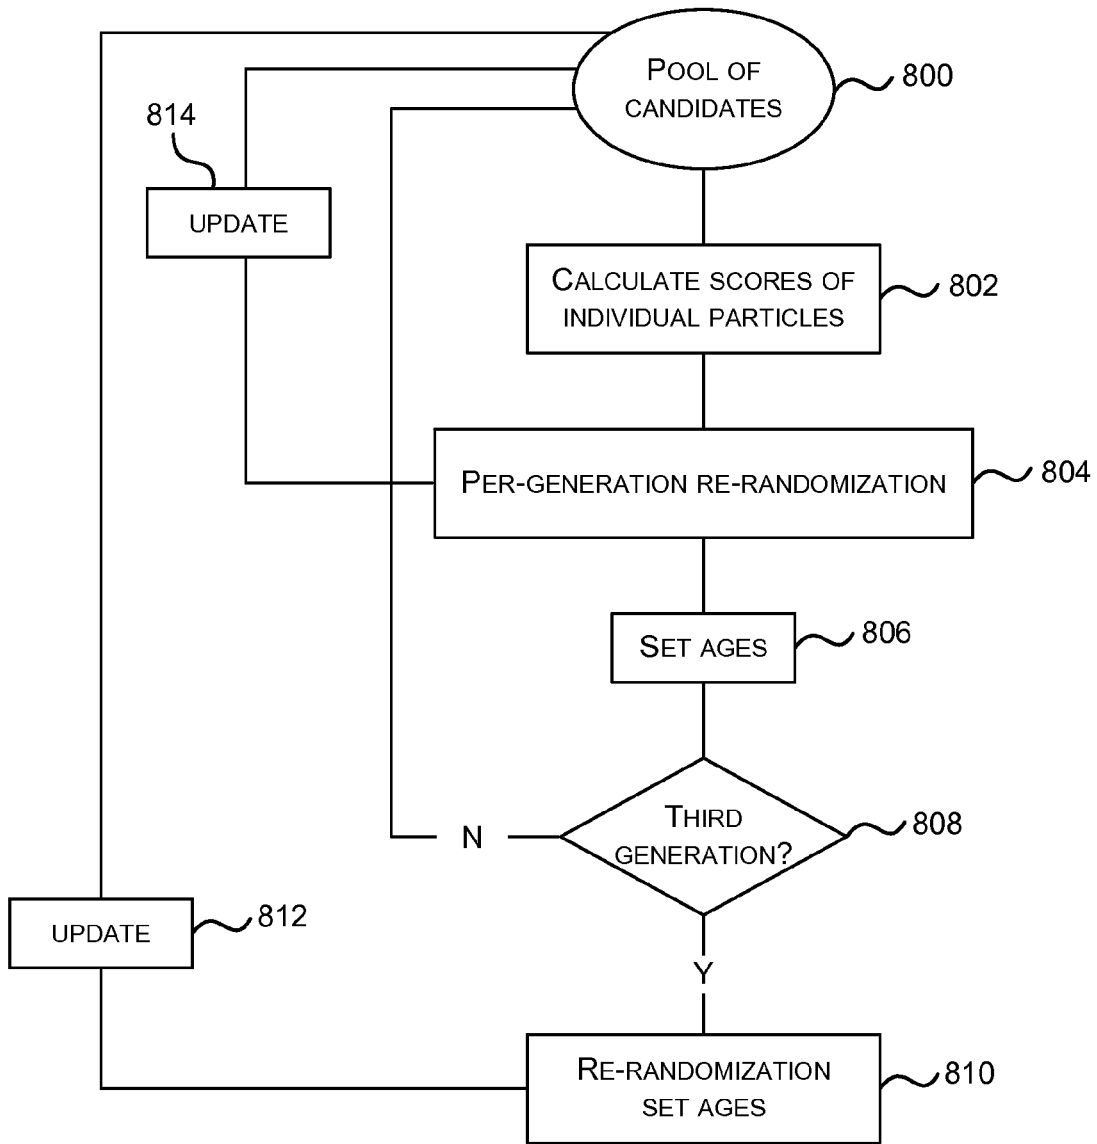 POOL OF
CANDIDATES
800
814
UPDATE
CALCULATE SCORES OF
INDIVIDUAL PARTICLES
802
PER-GENERATION RE-RANDOMIZATION
804
SET AGES
806
THIRD
GENERATION?
808
N
UPDATE
812
Y
RE-RANDOMIZATION
SET AGES
810